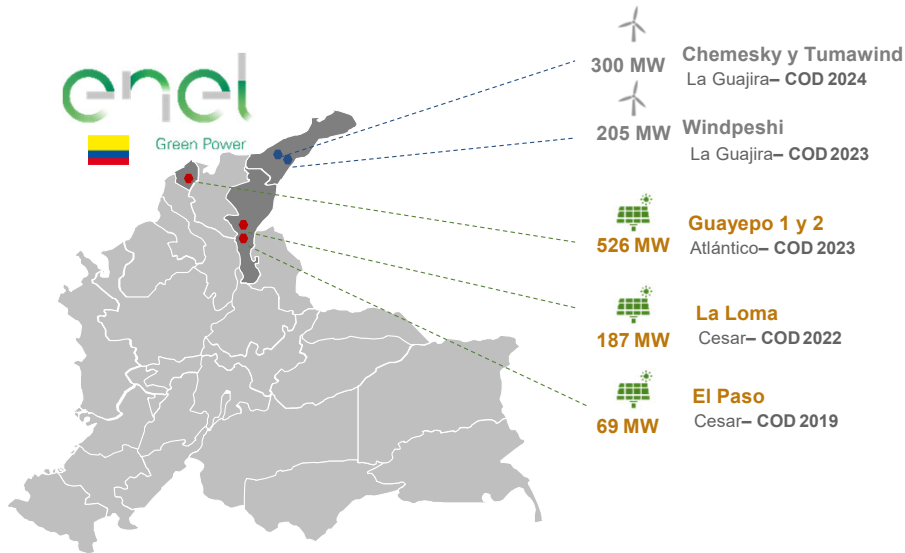 enel
Green Power
300 MW
Chemesky y Tumawind
La Guajira– COD 2024
205 MW
Windpeshi
La Guajira– COD 2023
Guayepo 1 y 2
526 MW
Atlántico– COD 2023
La Loma
187 MW
Cesar– COD 2022
El Paso
69 MW
Cesar– COD 2019